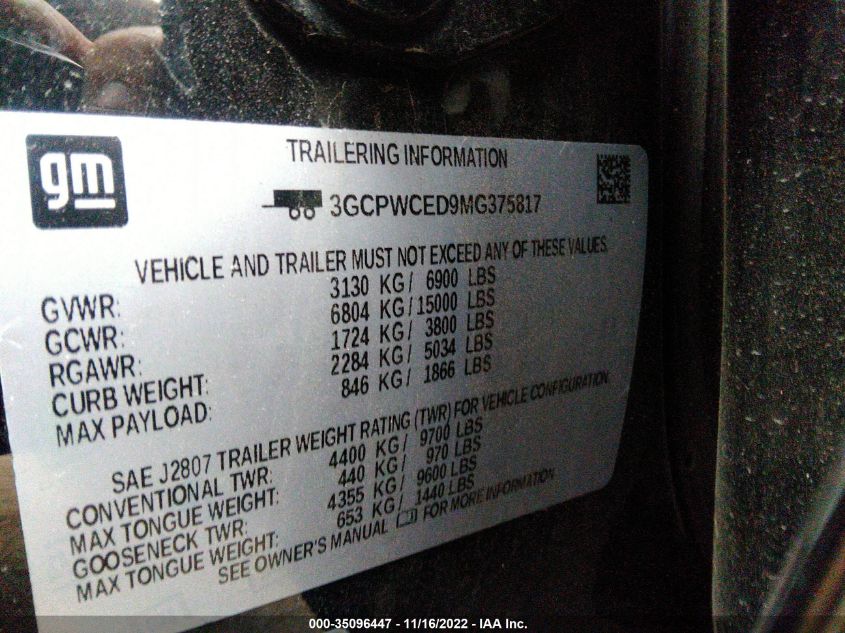 gm
TRAILERING INFORMATION
3GCPWCED9MG375817
VEHICLE AND TRAILER MUST NOT EXCEED ANY OF THESE VALUES.
GVWR: 3130 KG/ 6900 LBS
GCWR: 6804 KG/15000 LBS
RGAWR: 1724 KG/ 3800 LBS
CURB WEIGHT: 2284 KG/ 5034 LBS
MAX PAYLOAD: 846 KG/ 1866 LBS
SAE J2807 TRAILER WEIGHT RATING (TWR) FOR VEHICLE CONFIGURATION.
CONVENTIONAL TWR: 4400 KG/ 9700 LBS
MAX TONGUE WEIGHT: 440 KG/ 970 LBS
GOOSENECK TWR: 4355 KG/ 9600 LBS
MAX TONGUE WEIGHT: 653 KG/ 1440 LBS
SEE OWNER'S MANUAL FOR MORE INFORMATION
000-35096447 - 11/16/2022 - IAA Inc.